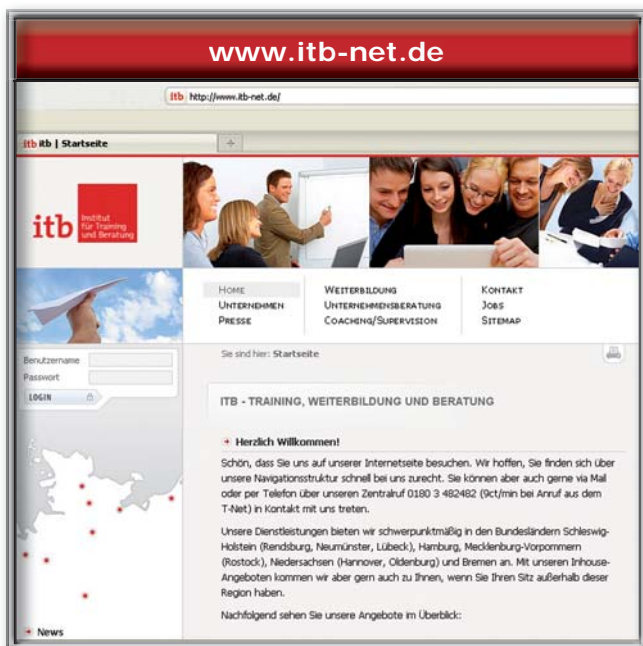 www.itb-net.de
itb http://www.itb-net.de/
itb itb | Startseite
itb
Institut
für Training
und Beratung
HOME
UNTERNEHMEN
PRESSE
WEITERBILDUNG
UNTERNEHMENSBERATUNG
COACHING/SUPERVISION
KONTAKT
JOBS
SITEMAP
Benutzername
Passwort
LOGIN
Sie sind hier: Startseite
ITB - TRAINING, WEITERBILDUNG UND BERATUNG
Herzlich Willkommen!
Schön, dass Sie uns auf unserer Internetseite besuchen. Wir hoffen, Sie finden sich über
unsere Navigationsstruktur schnell bei uns zurecht. Sie können aber auch gerne via Mail
oder per Telefon über unseren Zentralruf 0180 3 482482 (9ct/min bei Anruf aus dem
T-Net) in Kontakt mit uns treten.
Unsere Dienstleistungen bieten wir schwerpunktmäßig in den Bundesländern Schleswig-
Holstein (Rendsburg, Neumünster, Lübeck), Hamburg, Mecklenburg-Vorpommern
(Rostock), Niedersachsen (Hannover, Oldenburg) und Bremen an. Mit unseren Inhouse-
Angeboten kommen wir aber gern auch zu Ihnen, wenn Sie Ihren Sitz außerhalb dieser
Region haben.
Nachfolgend sehen Sie unsere Angebote im Überblick:
News